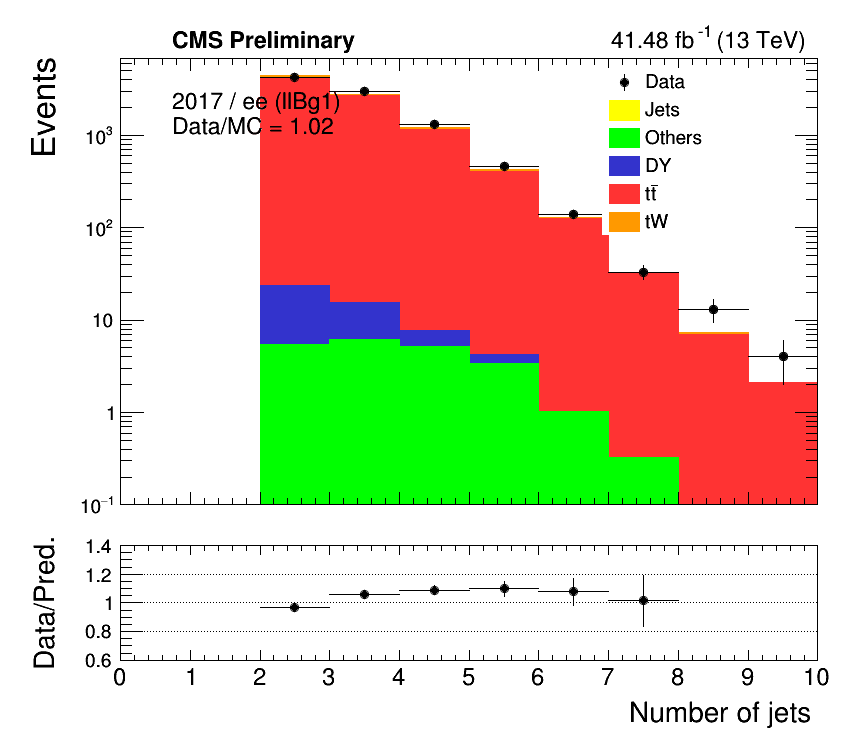 CMS Preliminary
41.48 fb⁻¹ (13 TeV)
Events
2017 / ee (llBg1)
Data/MC = 1.02
Data
Jets
Others
DY
tt̄
tW
10³
10²
10
1
10⁻¹
Data/Pred.
1.4
1.2
1
0.8
0.6
0 1 2 3 4 5 6 7 8 9 10
Number of jets